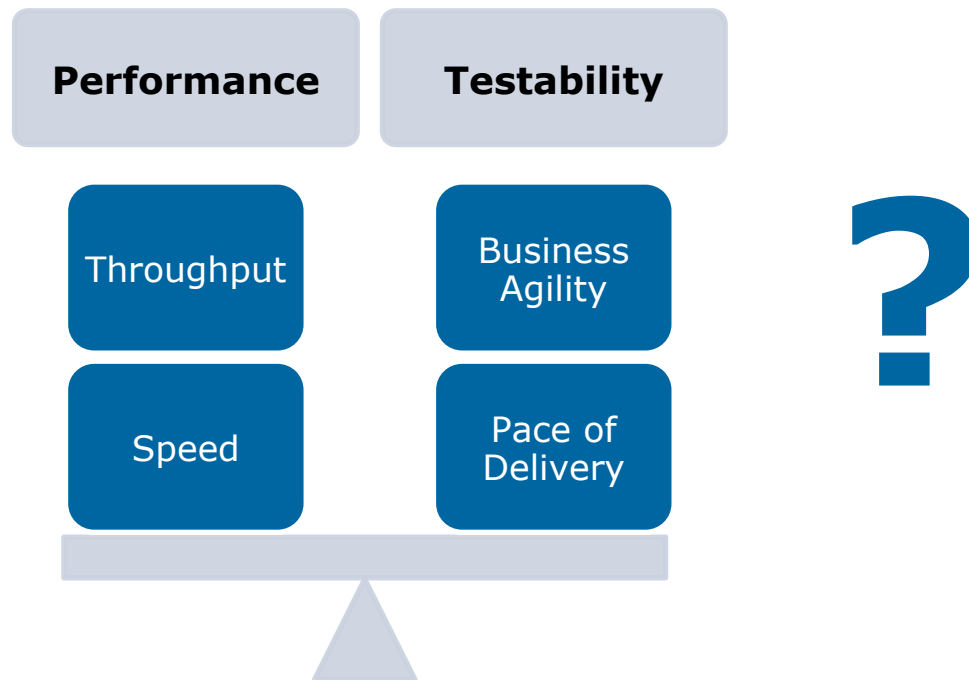 Performance
Testability
Throughput
Business
Agility
Speed
Pace of
Delivery
?